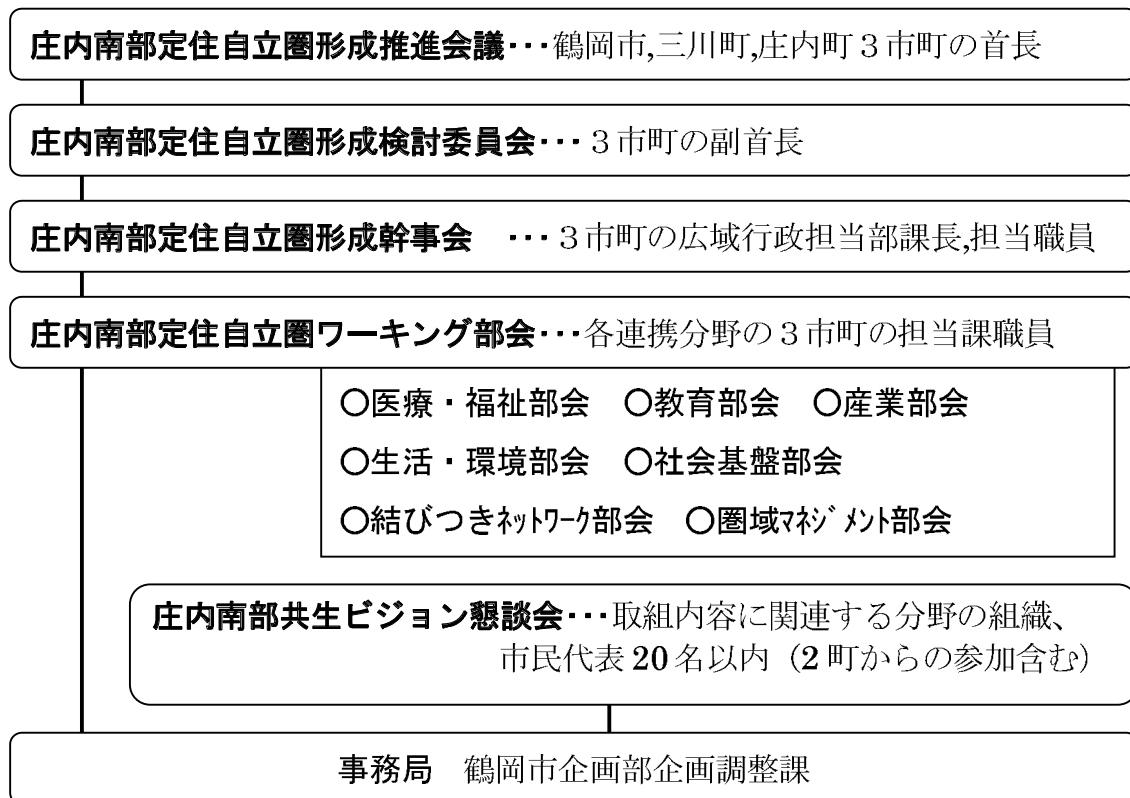 庄内南部定住自立圏形成推進会議･･･鶴岡市,三川町,庄内町３市町の首長
庄内南部定住自立圏形成検討委員会･･･３市町の副首長
庄内南部定住自立圏形成幹事会　･･･３市町の広域行政担当部課長,担当職員
庄内南部定住自立圏ワーキング部会･･･各連携分野の３市町の担当課職員
○医療・福祉部会　○教育部会　○産業部会
○生活・環境部会　○社会基盤部会
○結びつきﾈｯﾄﾜｰｸ部会　○圏域ﾏﾈｼﾞﾒﾝﾄ部会
庄内南部共生ビジョン懇談会･･･取組内容に関連する分野の組織、
市民代表20名以内（2町からの参加含む）
事務局　鶴岡市企画部企画調整課